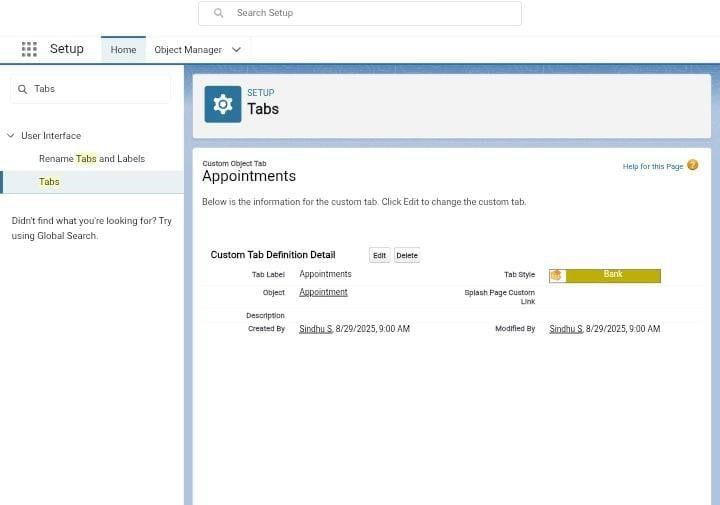 Search Setup
Setup
Home
Object Manager
Tabs
SETUP
Tabs
User Interface
Rename Tabs and Labels
Tabs
Didn't find what you're looking for? Try
using Global Search.
Custom Object Tab
Appointments
Help for this Page ?
Below is the information for the custom tab. Click Edit to change the custom tab.
Custom Tab Definition Detail Edit Delete
Tab Label Appointments Tab Style Bank
Object Appointment Splash Page Custom
Link
Description
Created By Sindhu S, 8/29/2025, 9:00 AM Modified By Sindhu S, 8/29/2025, 9:00 AM